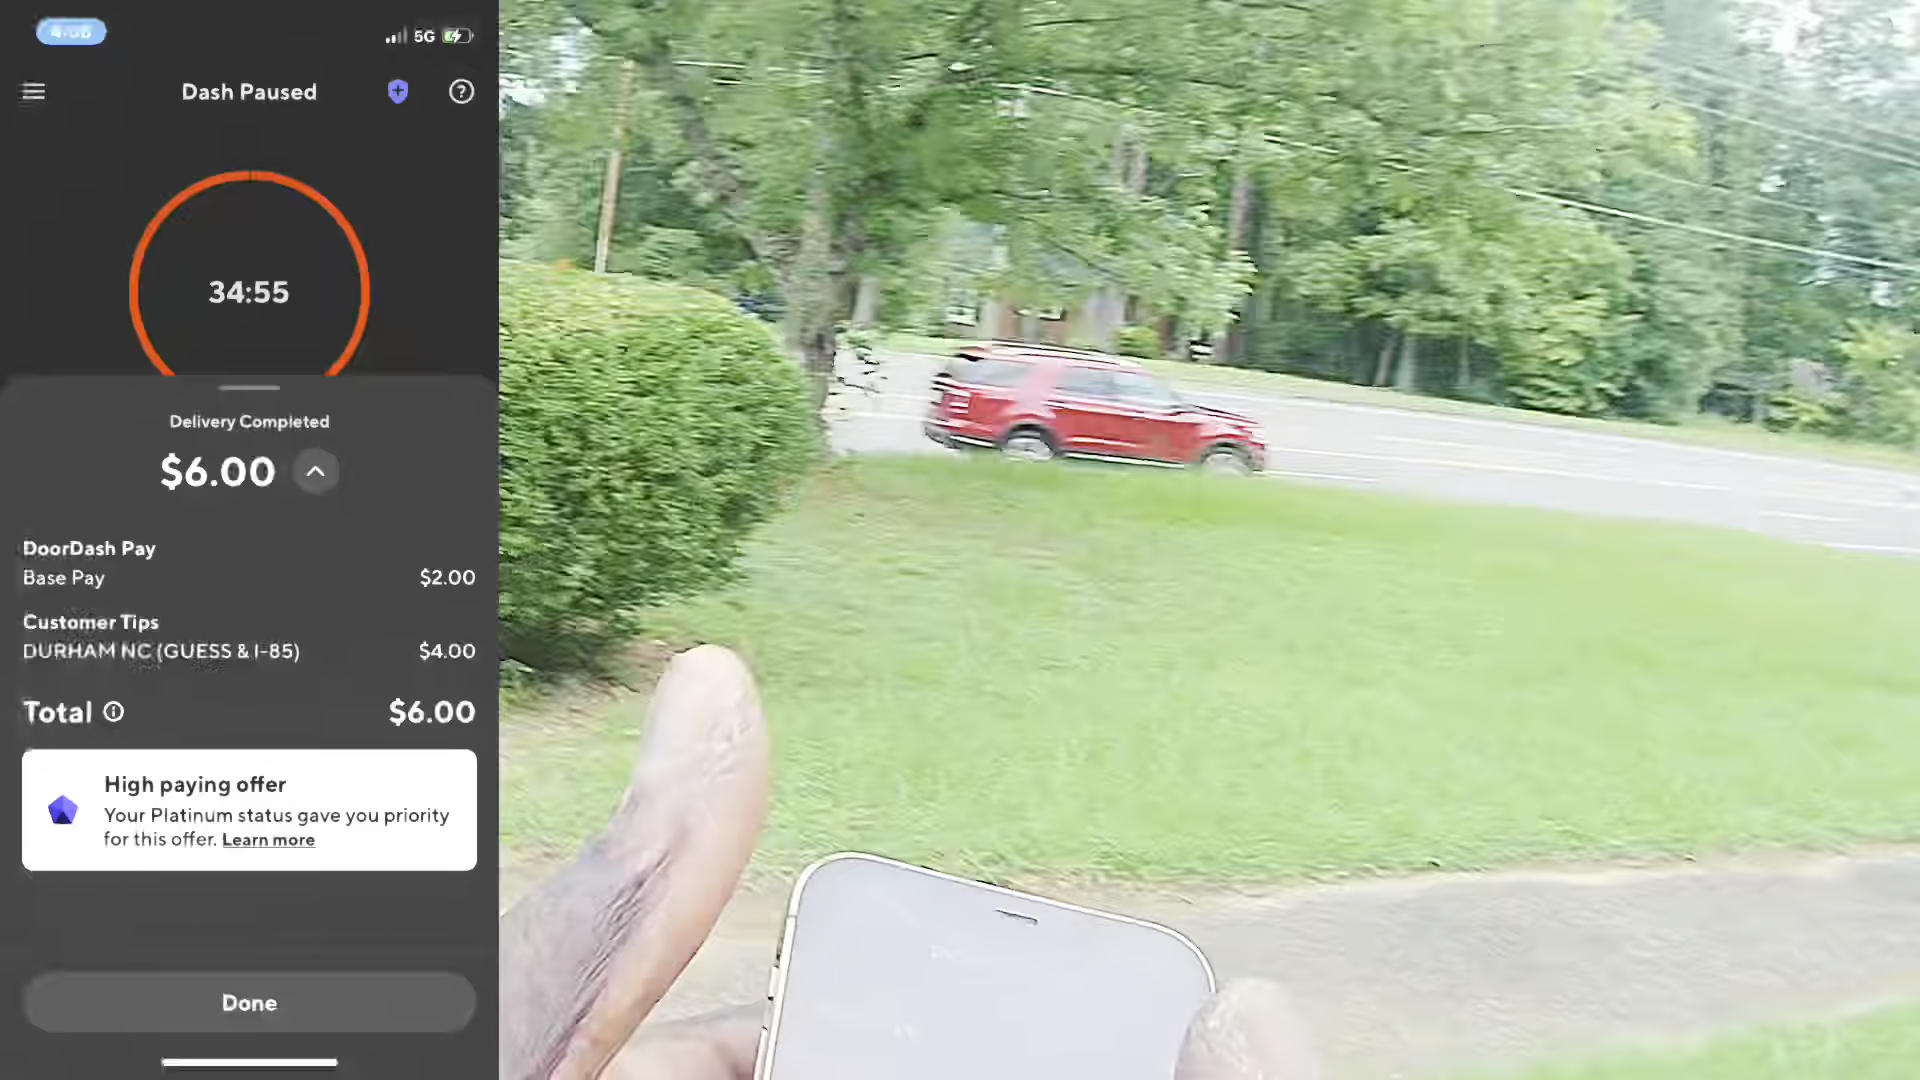 5G
Dash Paused
34:55
Delivery Completed
$6.00
DoorDash Pay
Base Pay $2.00
Customer Tips
DURHAM NC (GUESS & I-85) $4.00
Total $6.00
High paying offer
Your Platinum status gave you priority
for this offer. Learn more
Done